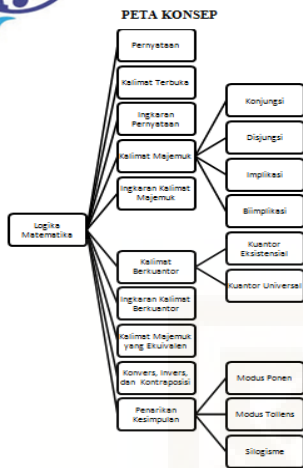 PETA KONSEP
Pernyataan
Kalimat Terbuka
Ingkaran
Pernyataan
Kalimat Majemuk
Ingkaran Kalimat
Majemuk
Konjungsi
Disjungsi
Implikasi
Biimplikasi
Logika
Matematika
Kalimat
Berkuantor
Kuantor
Eksistensial
Kuantor Universal
Ingkaran Kalimat
Berkuantor
Kalimat Majemuk
yang Ekuivalen
Konvers, Invers,
dan Kontraposisi
Penarikan
Kesimpulan
Modus Ponen
Modus Tollens
Silogisme